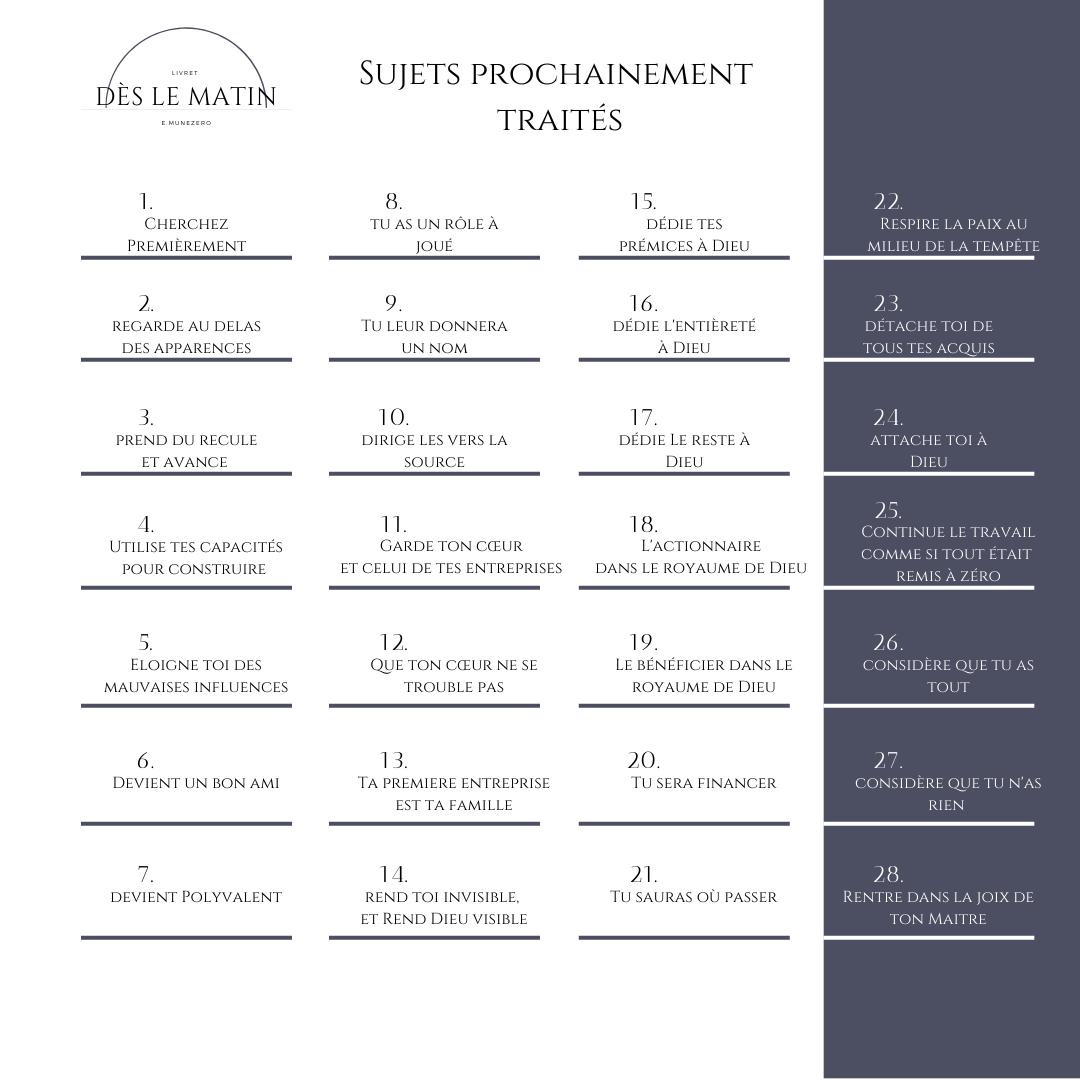 LIVRET
DÈS LE MATIN
E.MUNEZERO
Sujets prochainement
traités
1.
Cherchez
Premièrement
2.
regarde au delas
des apparences
3.
prend du recule
et avance
4.
Utilise tes capacités
pour construire
5.
Eloigne toi des
mauvaises influences
6.
Devient un bon ami
7.
devient Polyvalent
8.
tu as un rôle à
joué
9.
Tu leur donnera
un nom
10.
dirige les vers la
source
11.
Garde ton cœur
et celui de tes entreprises
12.
Que ton cœur ne se
trouble pas
13.
Ta premiere entreprise
est ta famille
14.
rend toi invisible,
et Rend Dieu visible
15.
dédie tes
prémices à Dieu
16.
dédie l'entièreté
à Dieu
17.
dédie Le reste à
Dieu
18.
L'actionnaire
dans le royaume de Dieu
19.
Le bénéficier dans le
royaume de Dieu
20.
Tu sera financer
21.
Tu sauras où passer
22.
Respire la paix au
milieu de la tempête
23.
détache toi de
tous tes acquis
24.
attache toi à
Dieu
25.
Continue le travail
comme si tout était
remis à zéro
26.
considère que tu as
tout
27.
considère que tu n'as
rien
28.
Rentre dans la joix de
ton Maitre